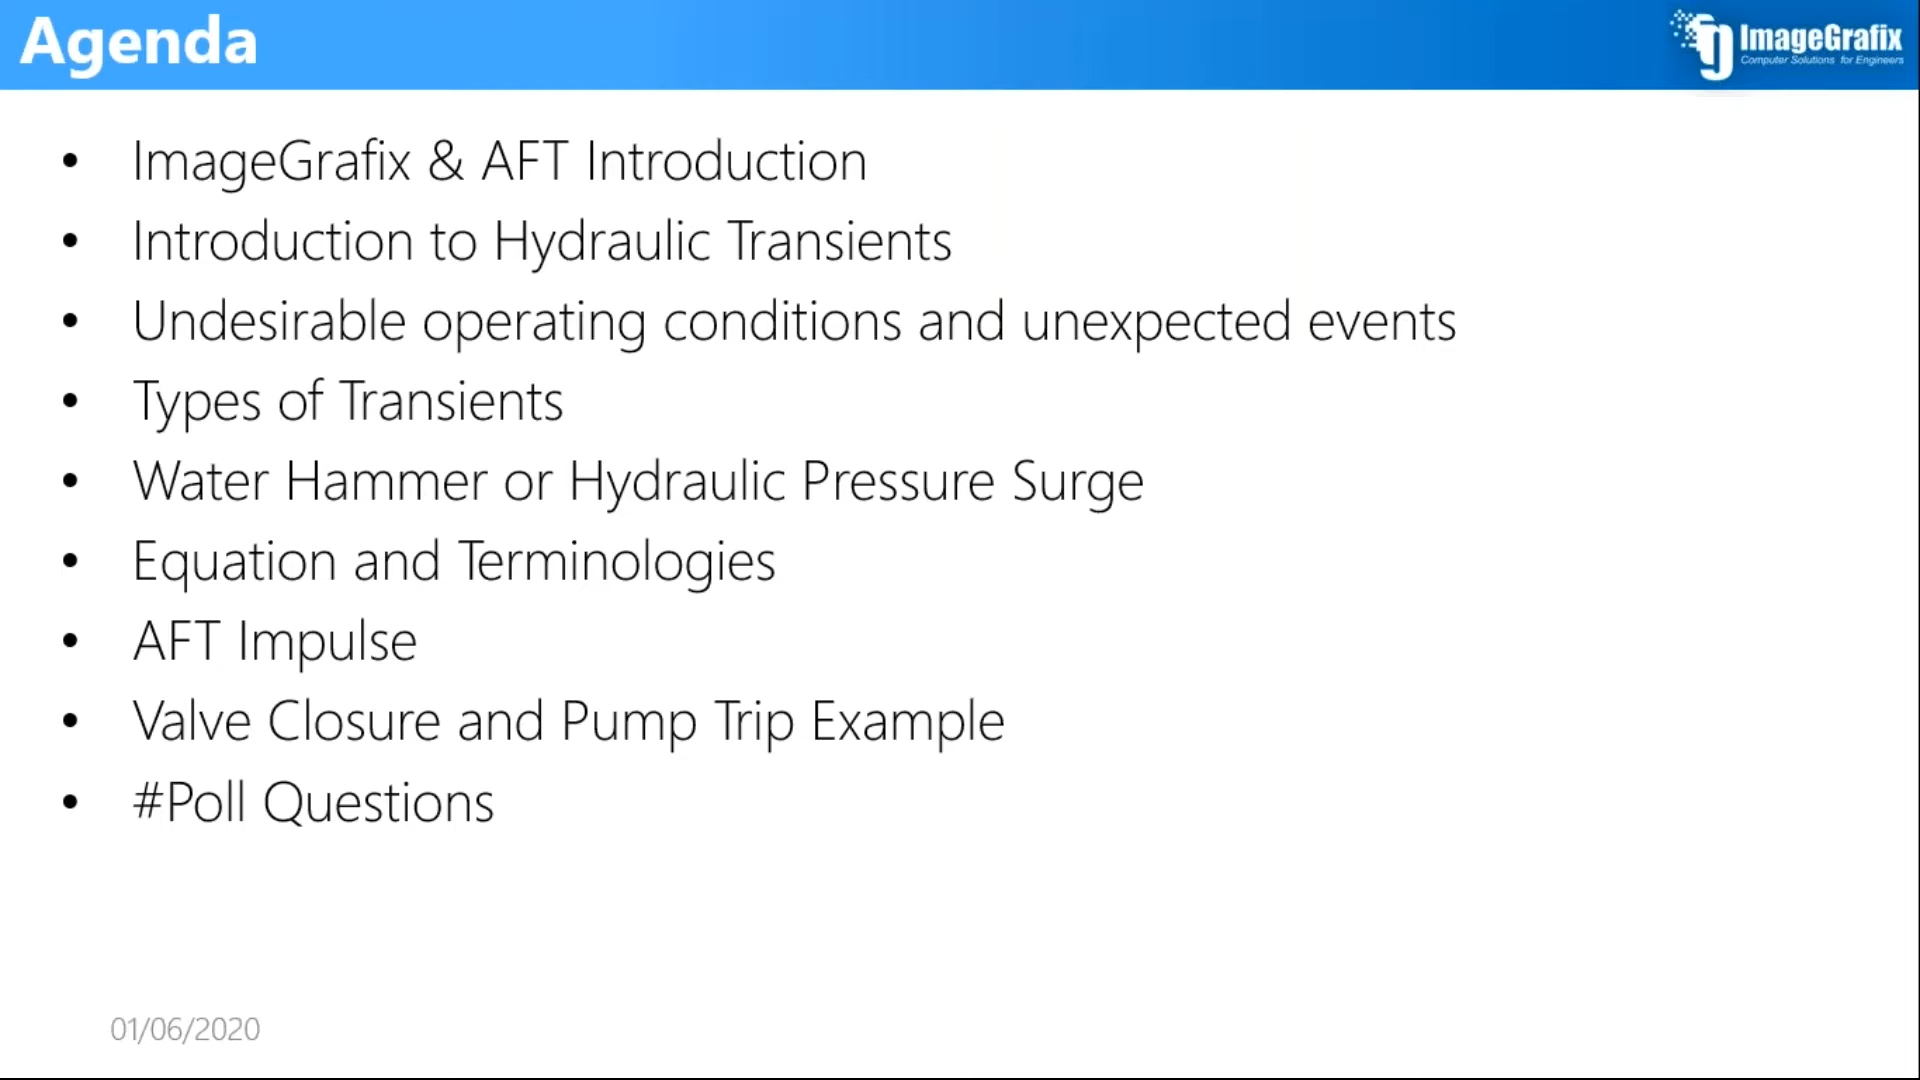 Agenda
ImageGrafix
Computer Solutions for Engineers
• ImageGrafix & AFT Introduction
• Introduction to Hydraulic Transients
• Undesirable operating conditions and unexpected events
• Types of Transients
• Water Hammer or Hydraulic Pressure Surge
• Equation and Terminologies
• AFT Impulse
• Valve Closure and Pump Trip Example
• #Poll Questions
01/06/2020